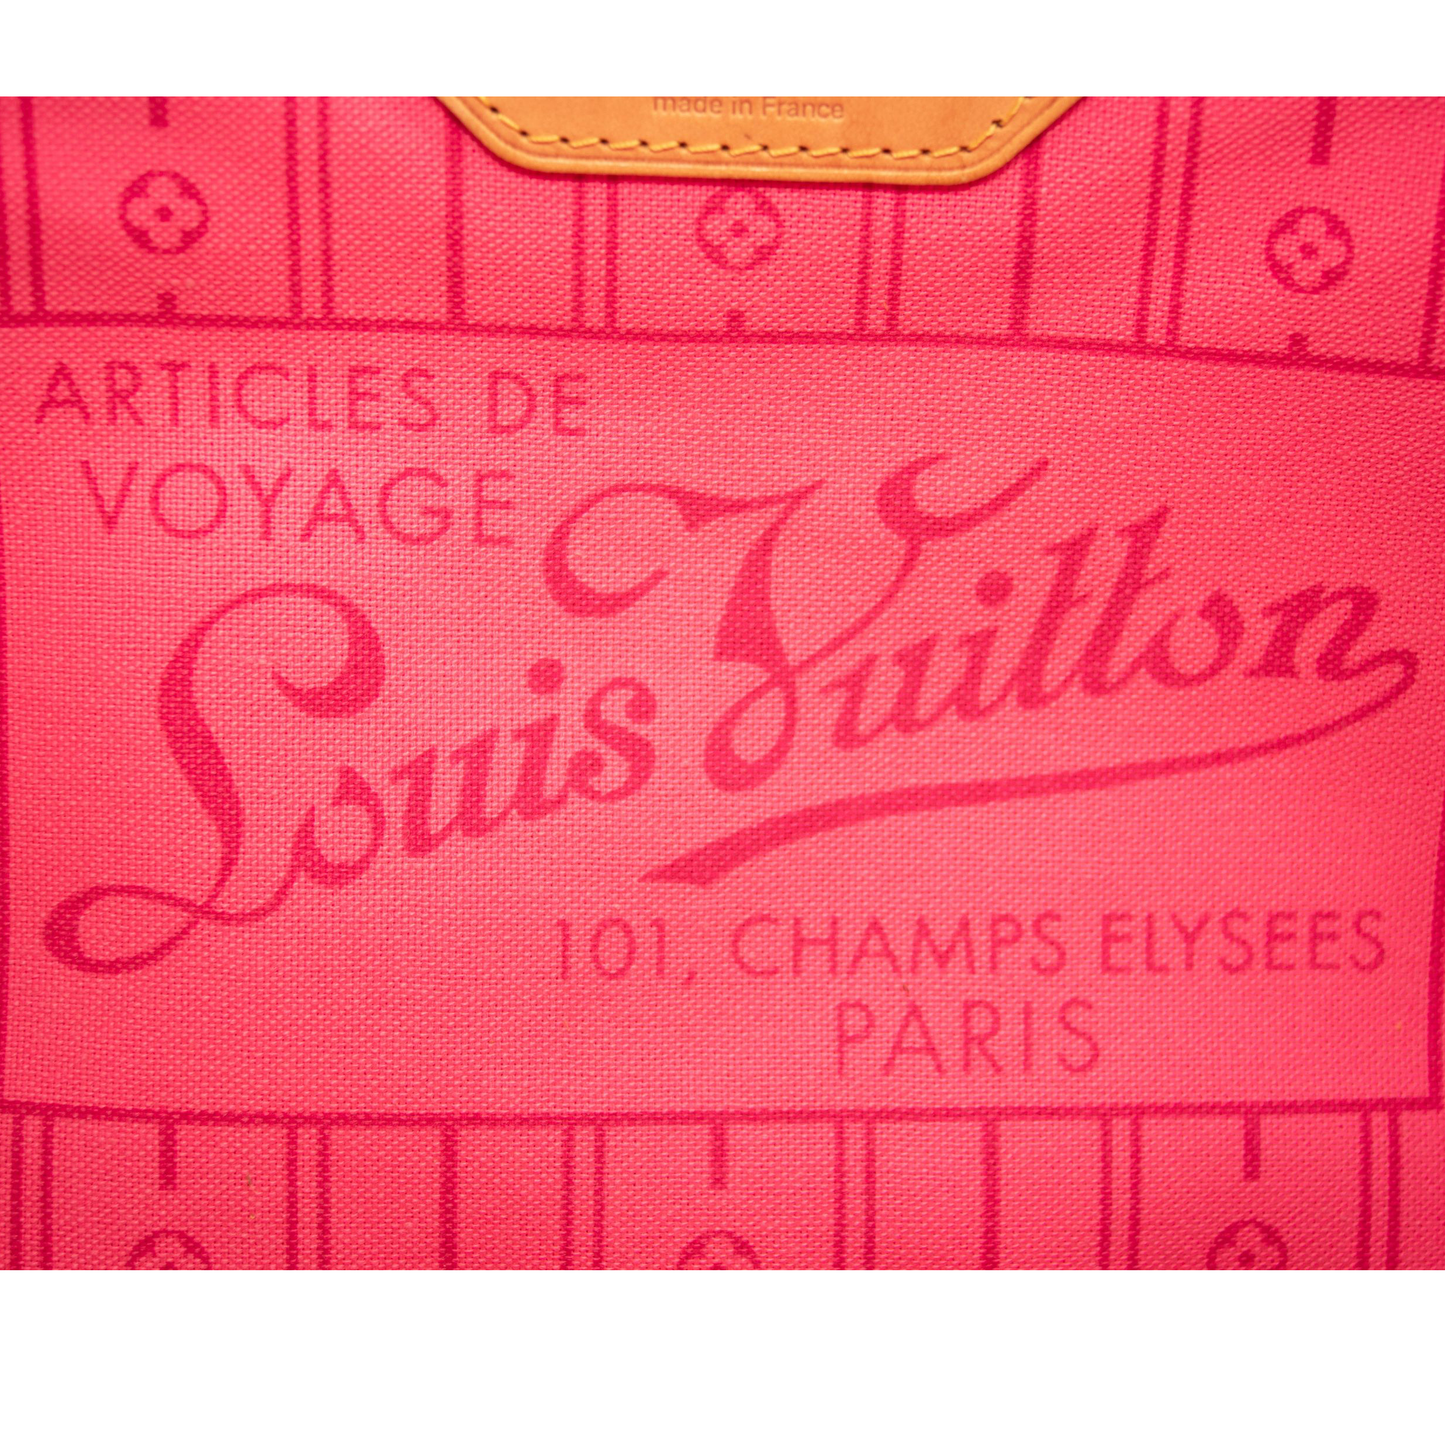 made in France
ARTICLES DE
VOYAGE
Louis Vuitton
101, CHAMPS ELYSEES
PARIS